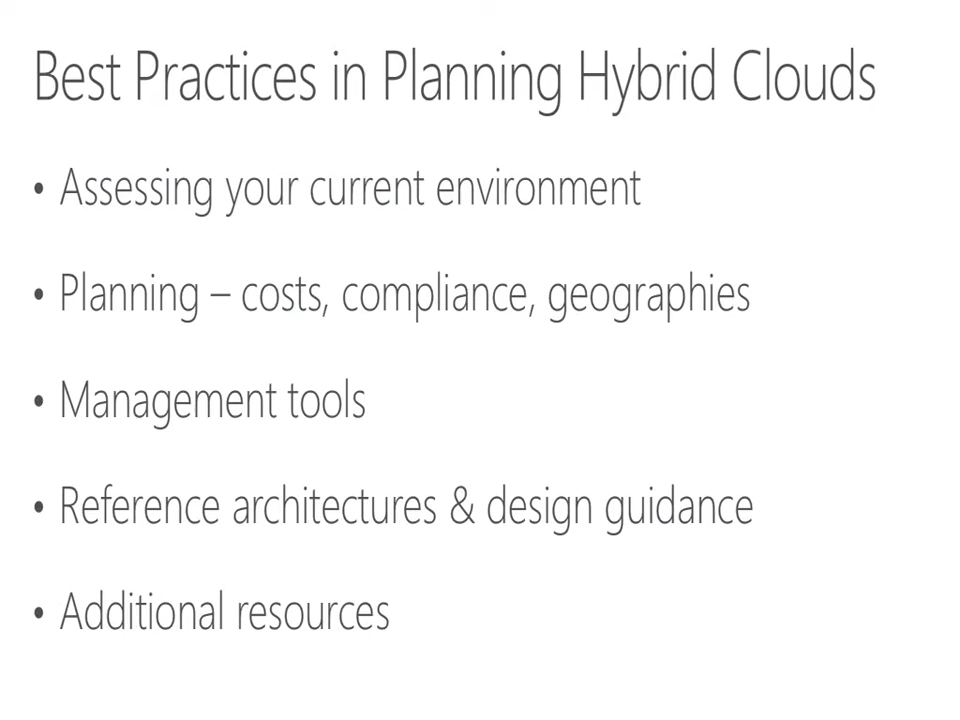 Best Practices in Planning Hybrid Clouds
• Assessing your current environment
• Planning – costs, compliance, geographies
• Management tools
• Reference architectures & design guidance
• Additional resources